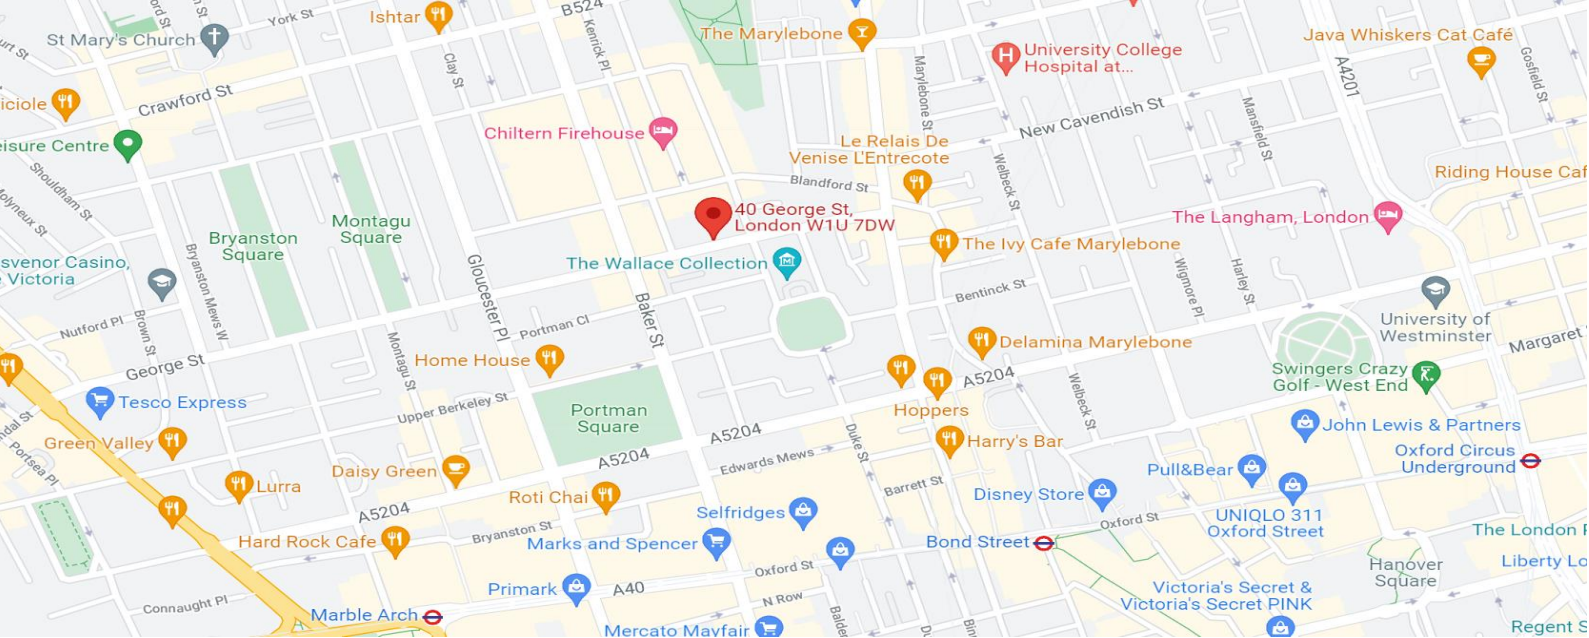 York St
Ishtar
B524
St Mary's Church
The Marylebone
Kenrick Pl
Clay St
University College
Hospital at...
Java Whiskers Cat Café
Gosfield St
A4201
Crawford St
Marylebone St
New Cavendish St
Mansfield St
Chiltern Firehouse
Le Relais De
Venise L'Entrecote
Blandford St
Welbeck St
Riding House Caf
eisure Centre
Shouldham St
Molyneux St
Montagu
Square
Bryanston
Square
40 George St,
London W1U 7DW
The Langham, London
The Ivy Cafe Marylebone
The Wallace Collection
svenor Casino,
Victoria
Bryanston Mews W
Gloucester Pl
Baker St
Bentinck St
Wigmore Pl
Harley St
Nutford Pl
Brown St
Portman Cl
University of
Westminster
Margaret
George St
Montagu St
Home House
Delamina Marylebone
Swingers Crazy
Golf - West End
A5204
Hoppers
Welbeck St
Tesco Express
Upper Berkeley St
Portman
Square
John Lewis & Partners
Green Valley
Portsea Pl
A5204
Duke St
Harry's Bar
Oxford Circus
Underground
Daisy Green
A5204
Edwards Mews
Pull&Bear
Lurra
Roti Chai
Barrett St
Disney Store
A5204
Selfridges
UNIQLO 311
Oxford Street
Oxford St
Hard Rock Cafe
Bryanston St
Marks and Spencer
Bond Street
The London
Oxford St
Hanover
Square
Liberty Lo
Primark
A40
N Row
Victoria's Secret &
Victoria's Secret PINK
Connaught Pl
Marble Arch
Mercato Mayfair
Regent S